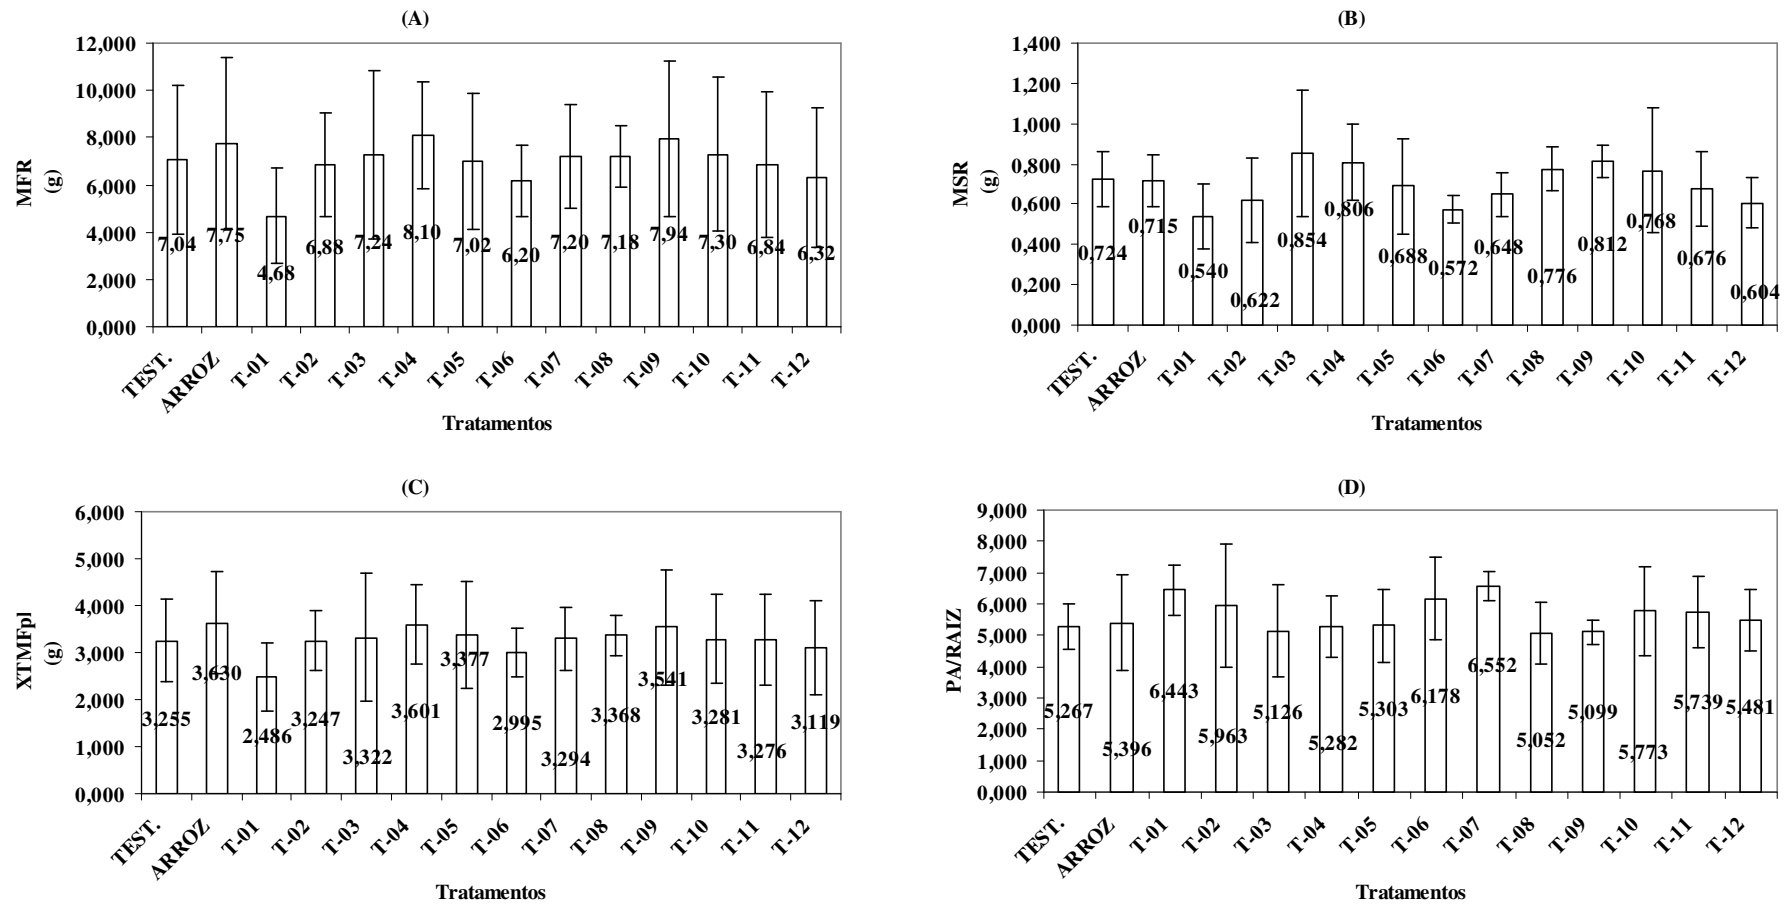 (A)
MFR
(g)
12,000
10,000
8,000
6,000
4,000
2,000
0,000
7,04 7,75 4,68 6,88 7,24 8,10 7,02 6,20 7,20 7,18 7,94 7,30 6,84 6,32
TEST. ARROZ T-01 T-02 T-03 T-04 T-05 T-06 T-07 T-08 T-09 T-10 T-11 T-12
Tratamentos
(B)
MSR
(g)
1,400
1,200
1,000
0,800
0,600
0,400
0,200
0,000
0,724 0,715 0,540 0,622 0,854 0,806 0,688 0,572 0,648 0,776 0,812 0,768 0,676 0,604
TEST. ARROZ T-01 T-02 T-03 T-04 T-05 T-06 T-07 T-08 T-09 T-10 T-11 T-12
Tratamentos
(C)
XTMFpl
(g)
6,000
5,000
4,000
3,000
2,000
1,000
0,000
3,255 3,630 2,486 3,247 3,322 3,601 3,377 2,995 3,294 3,368 3,541 3,281 3,276 3,119
TEST. ARROZ T-01 T-02 T-03 T-04 T-05 T-06 T-07 T-08 T-09 T-10 T-11 T-12
Tratamentos
(D)
PA/RAIZ
9,000
8,000
7,000
6,000
5,000
4,000
3,000
2,000
1,000
0,000
5,267 5,396 6,443 5,963 5,126 5,282 5,303 6,178 6,552 5,052 5,099 5,773 5,739 5,481
TEST. ARROZ T-01 T-02 T-03 T-04 T-05 T-06 T-07 T-08 T-09 T-10 T-11 T-12
Tratamentos